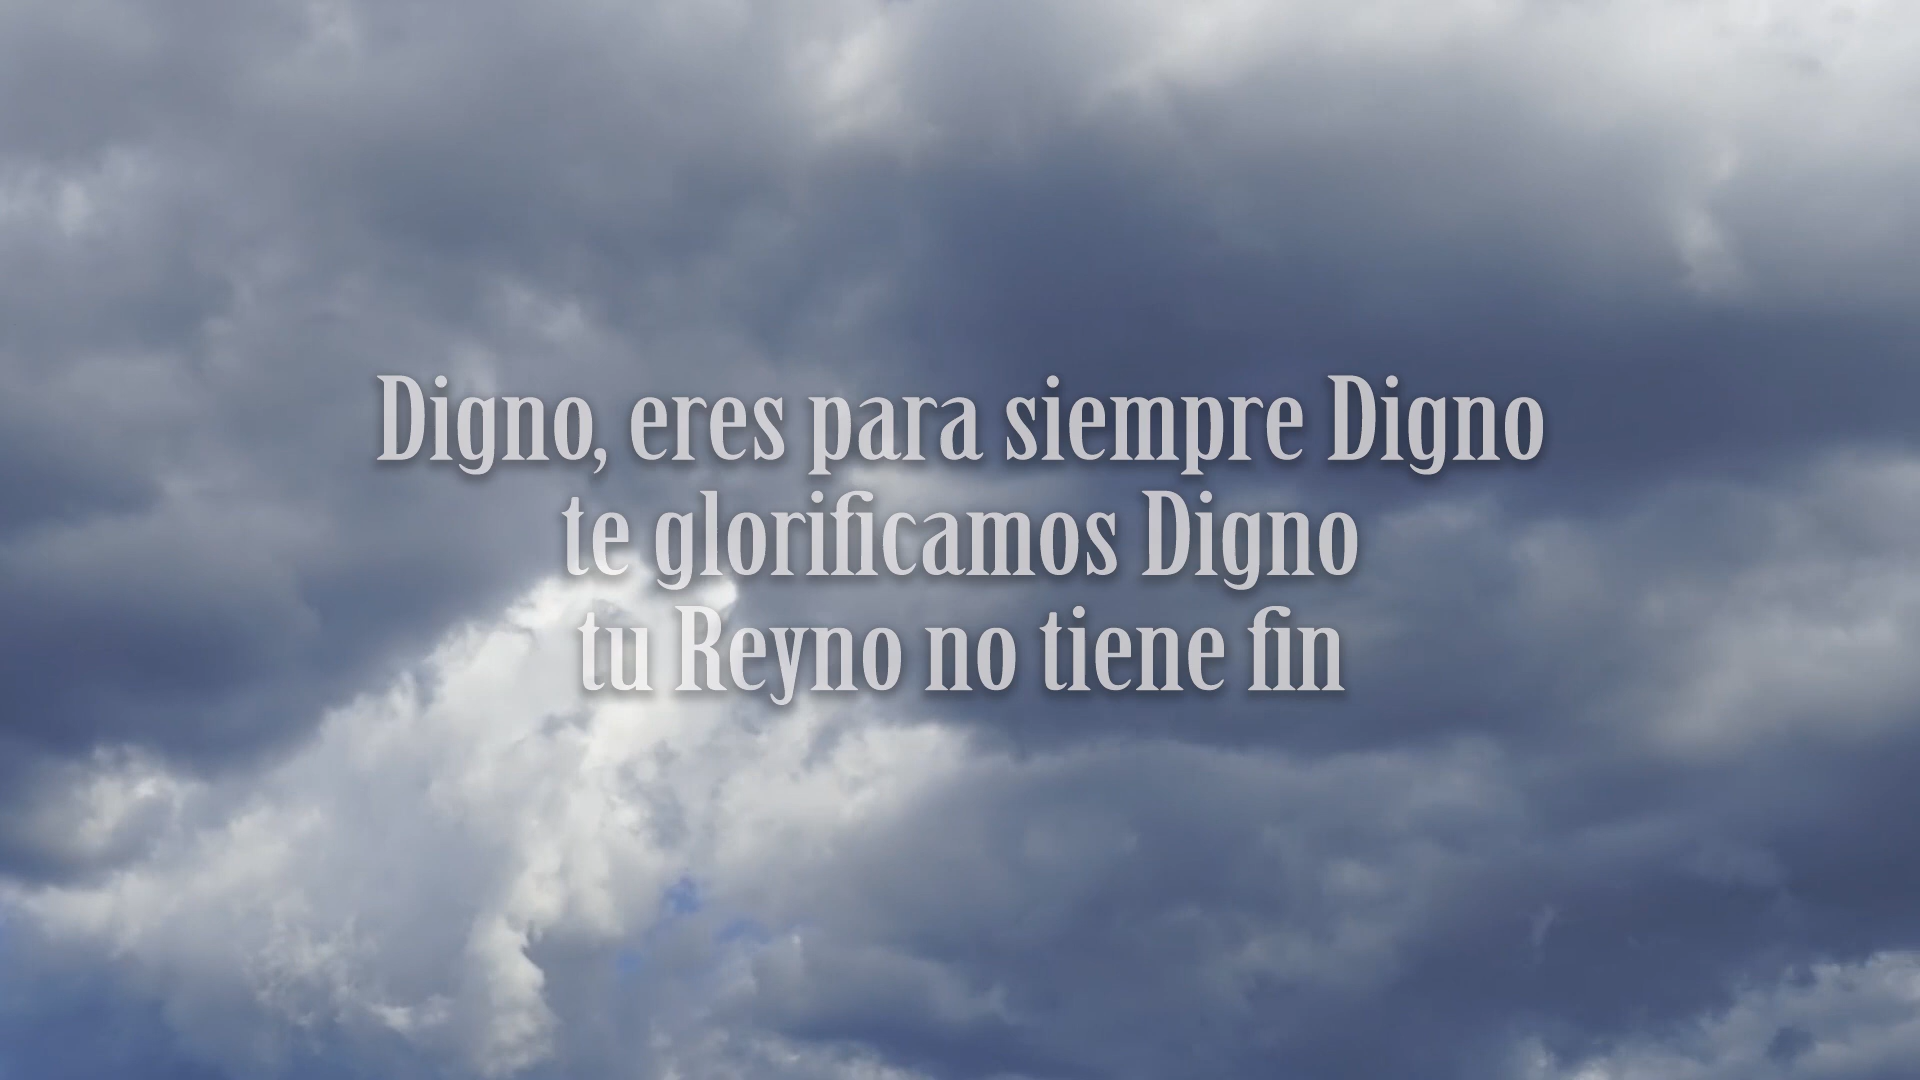 Digno, eres para siempre Digno
te glorificamos Digno
tu Reyno no tiene fin